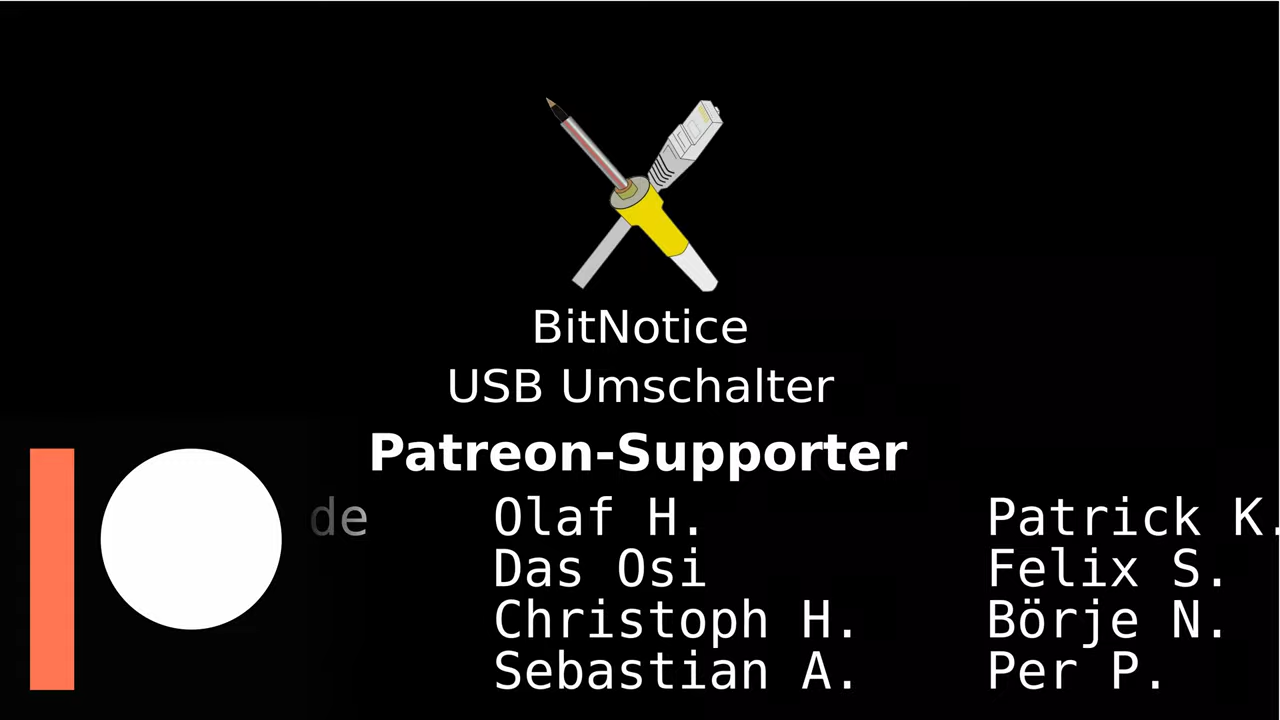 BitNotice
USB Umschalter
Patreon-Supporter
de Olaf H. Patrick K.
Das Osi Felix S.
Christoph H. Börje N.
Sebastian A. Per P.